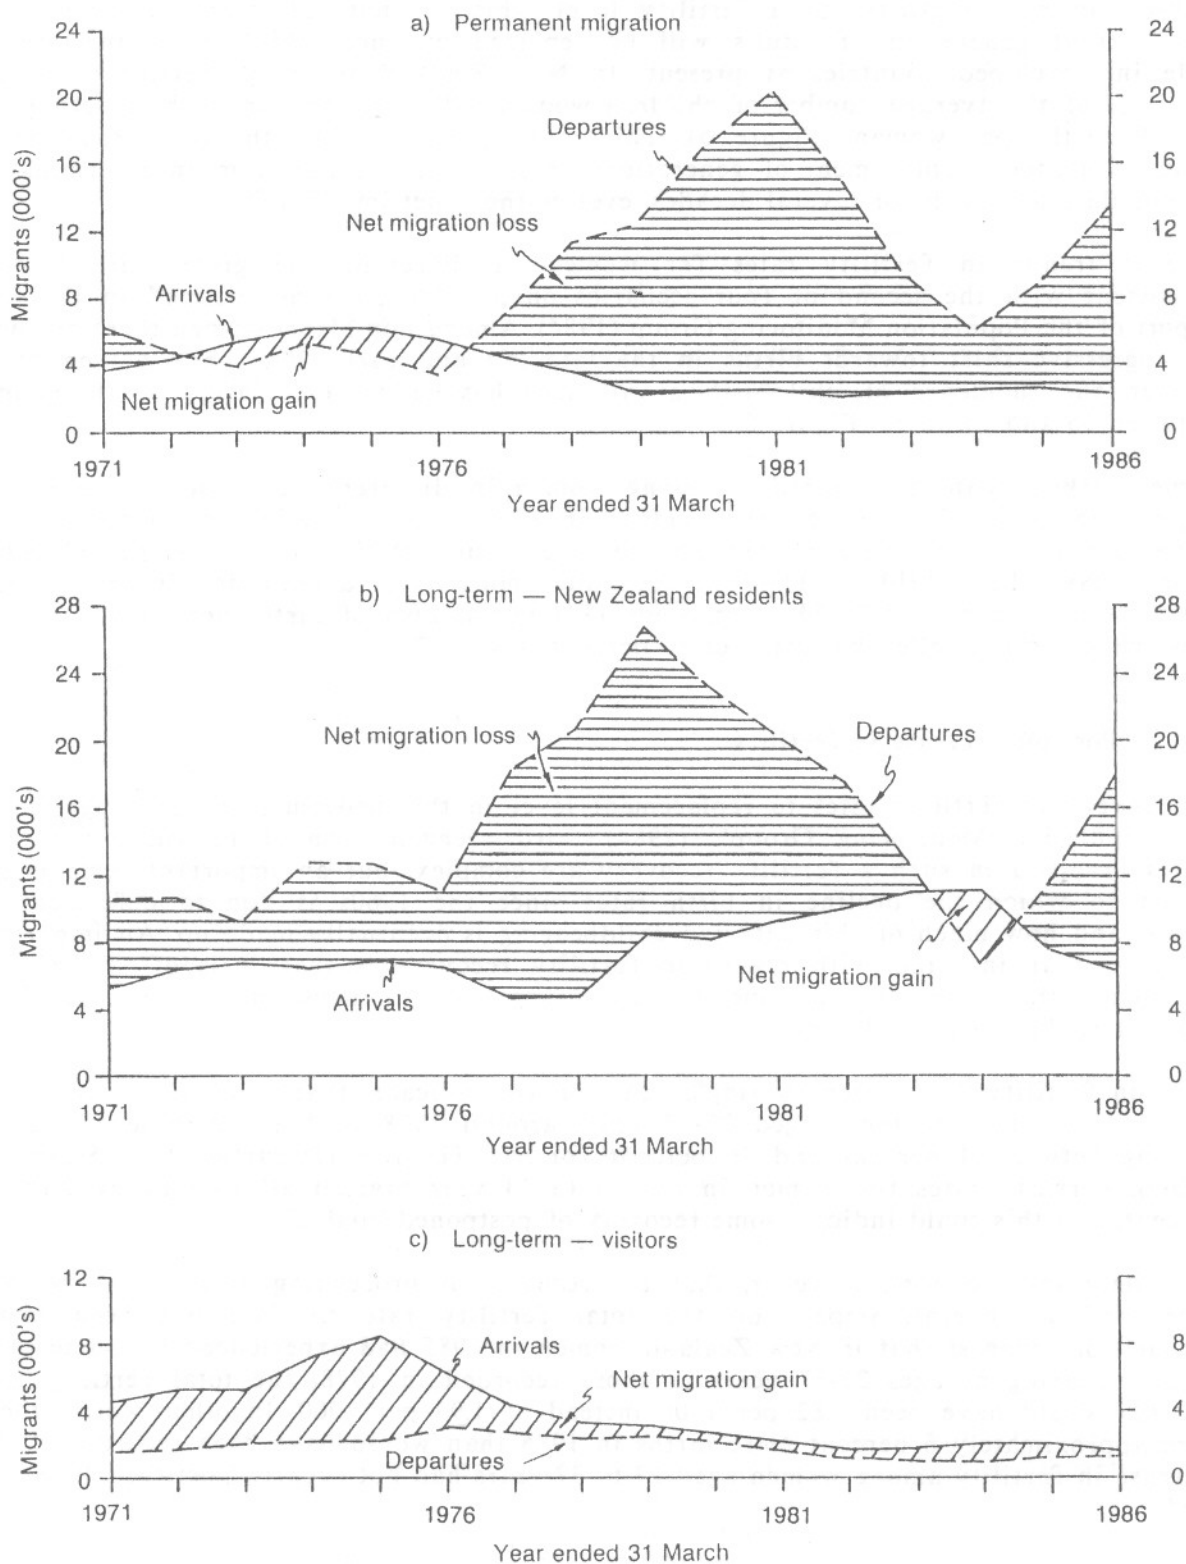 a) Permanent migration
24
20
16
12
8
4
0
Migrants (000's)
24
20
16
12
8
4
0
Departures
Net migration loss
Arrivals
Net migration gain
1971
1976
1981
1986
Year ended 31 March
b) Long-term — New Zealand residents
28
24
20
16
12
8
4
0
Migrants (000's)
28
24
20
16
12
8
4
0
Net migration loss
Departures
Net migration gain
Arrivals
1971
1976
1981
1986
Year ended 31 March
c) Long-term — visitors
12
8
4
0
Migrants (000's)
8
4
0
Arrivals
Net migration gain
Departures
1971
1976
1981
1986
Year ended 31 March